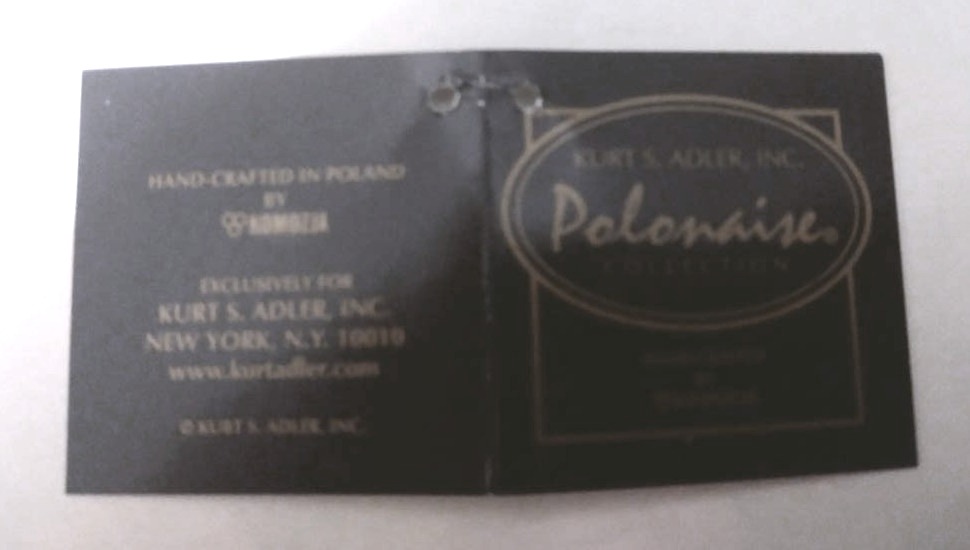 HAND-CRAFTED IN POLAND
BY
KOMOZJA
EXCLUSIVELY FOR
KURT S. ADLER, INC.
NEW YORK, N.Y. 10010
www.kurtadler.com
© KURT S. ADLER, INC.
KURT S. ADLER, INC.
Polonaise®
COLLECTION